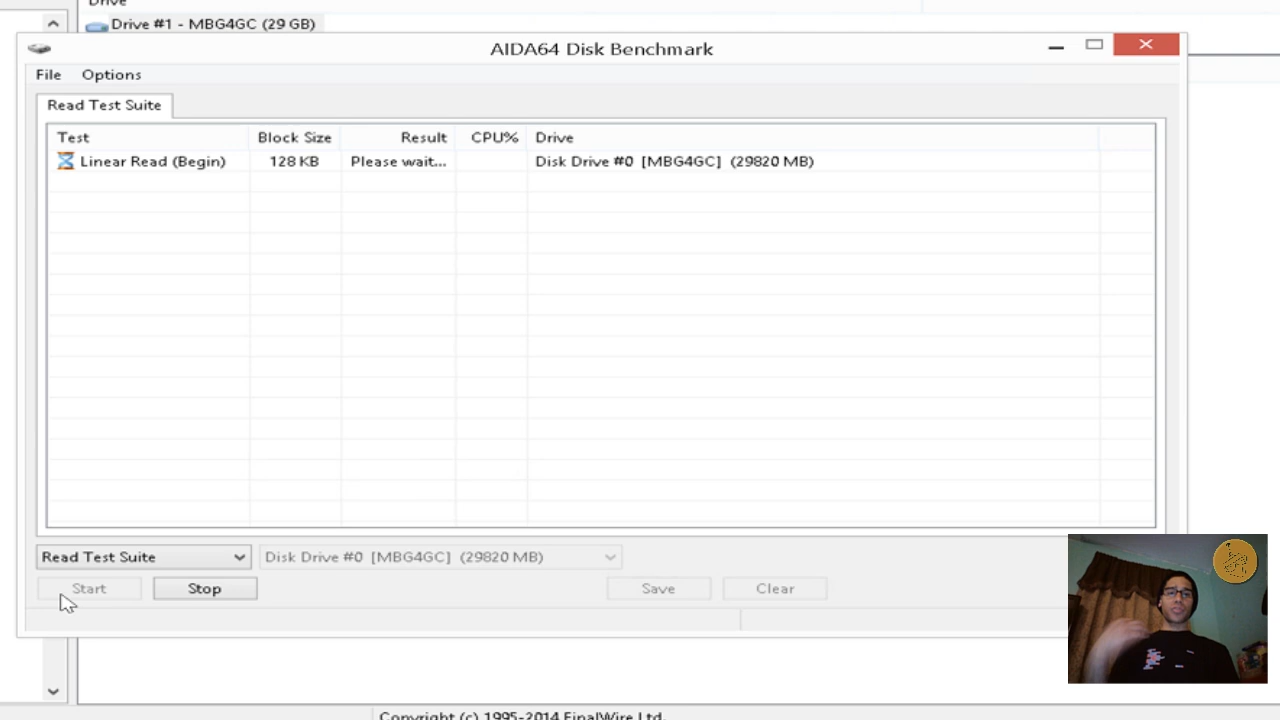 Drive
Drive #1 - MBG4GC (29 GB)
AIDA64 Disk Benchmark
File Options
Read Test Suite
Test Block Size Result CPU% Drive
Linear Read (Begin) 128 KB Please wait... Disk Drive #0 [MBG4GC] (29820 MB)
Read Test Suite Disk Drive #0 [MBG4GC] (29820 MB)
Start Stop Save Clear
Copyright (c) 1995-2014 FinalWire Ltd.